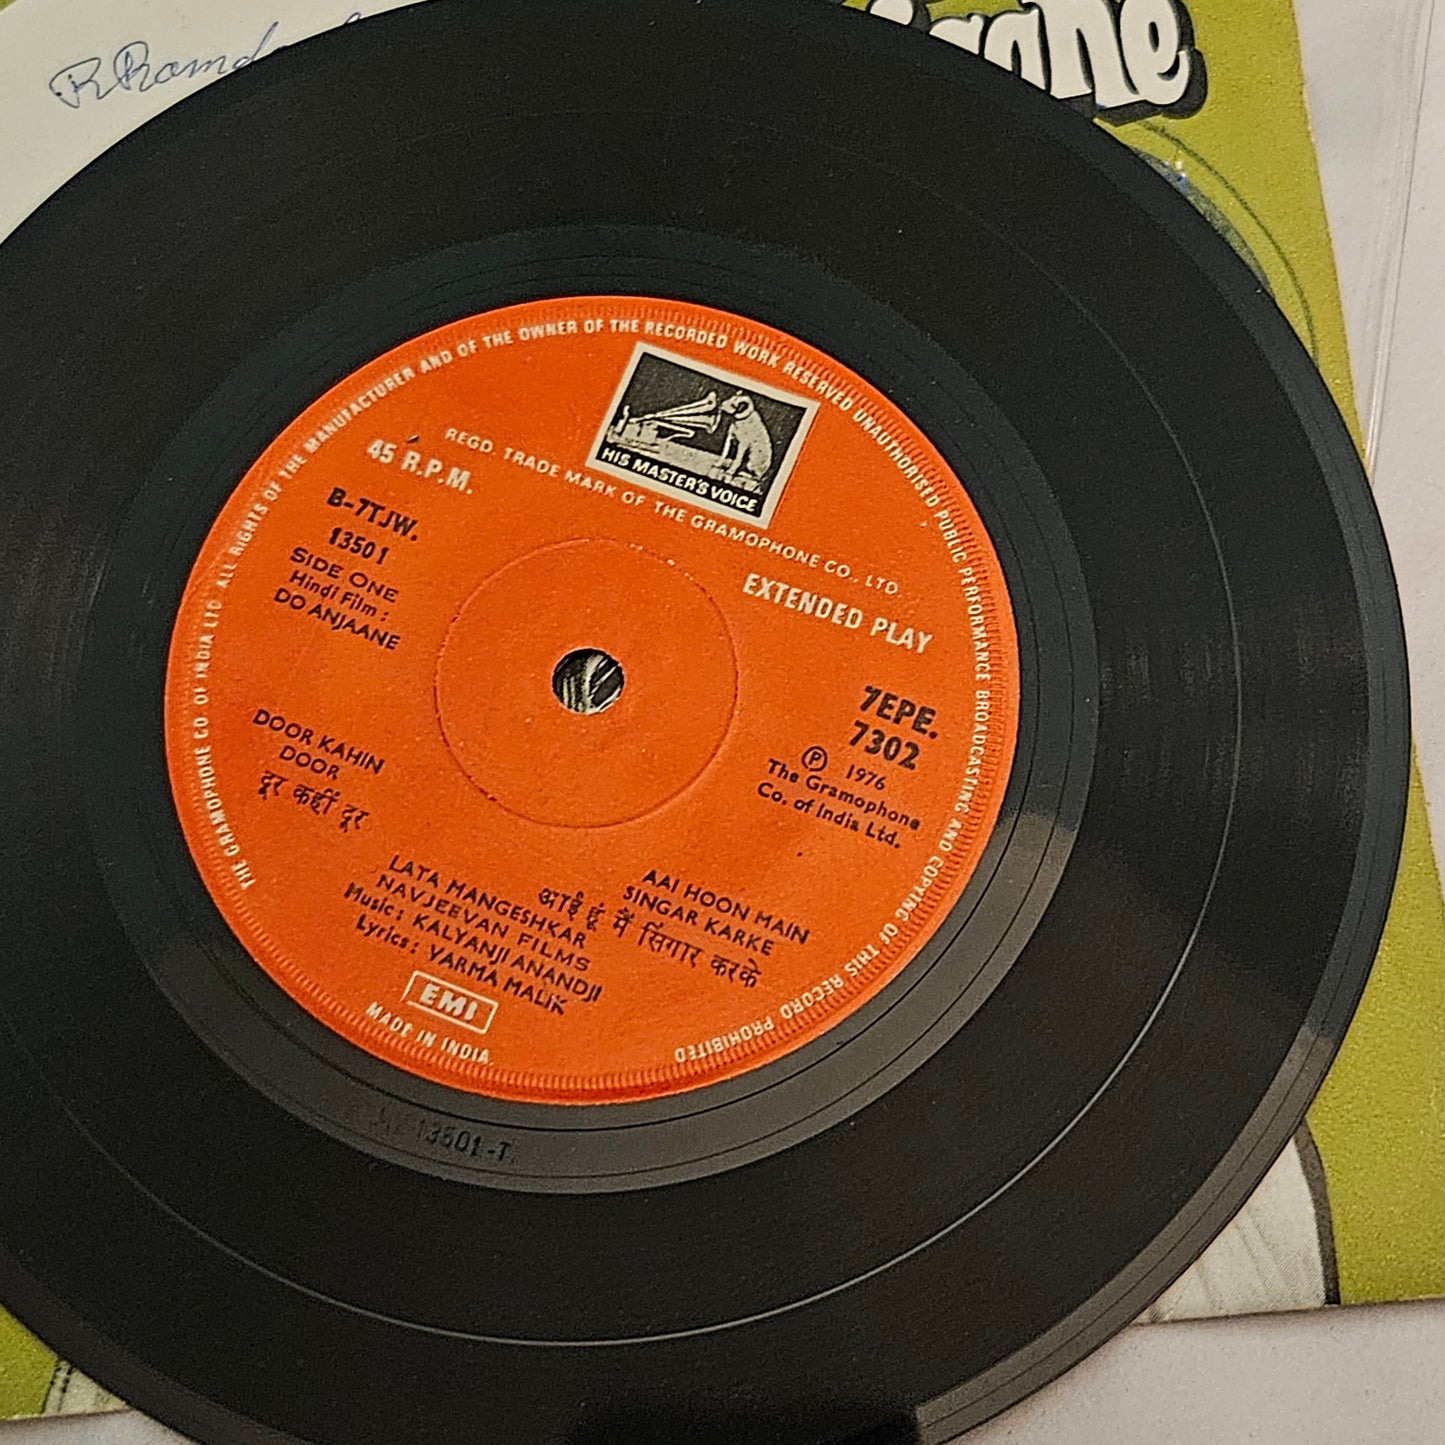 THE GRAMOPHONE CO OF INDIA LTD. ALL RIGHTS OF THE MANUFACTURER AND OF THE OWNER OF THE RECORDED WORK RESERVED UNAUTHORISED PUBLIC PERFORMANCE BROADCASTING AND COPYING OF THIS RECORD PROHIBITED
HIS MASTER'S VOICE
REGD. TRADE MARK OF THE GRAMOPHONE CO., LTD.
45 R.P.M.
EXTENDED PLAY
B-7TJW.
13501
SIDE ONE
Hindi Film :
DO ANJAANE
7EPE.
7302
Ⓟ 1976
The Gramophone
Co. of India Ltd.
DOOR KAHIN
DOOR
दूर कहीं दूर
AAI HOON MAIN
SINGAR KARKE
आई हूं मैं सिंगार करके
LATA MANGESHKAR
NAVJEEVAN FILMS
Music: KALYANJI ANANDJI
Lyrics: VARMA MALIK
EMI
MADE IN INDIA
13501-T